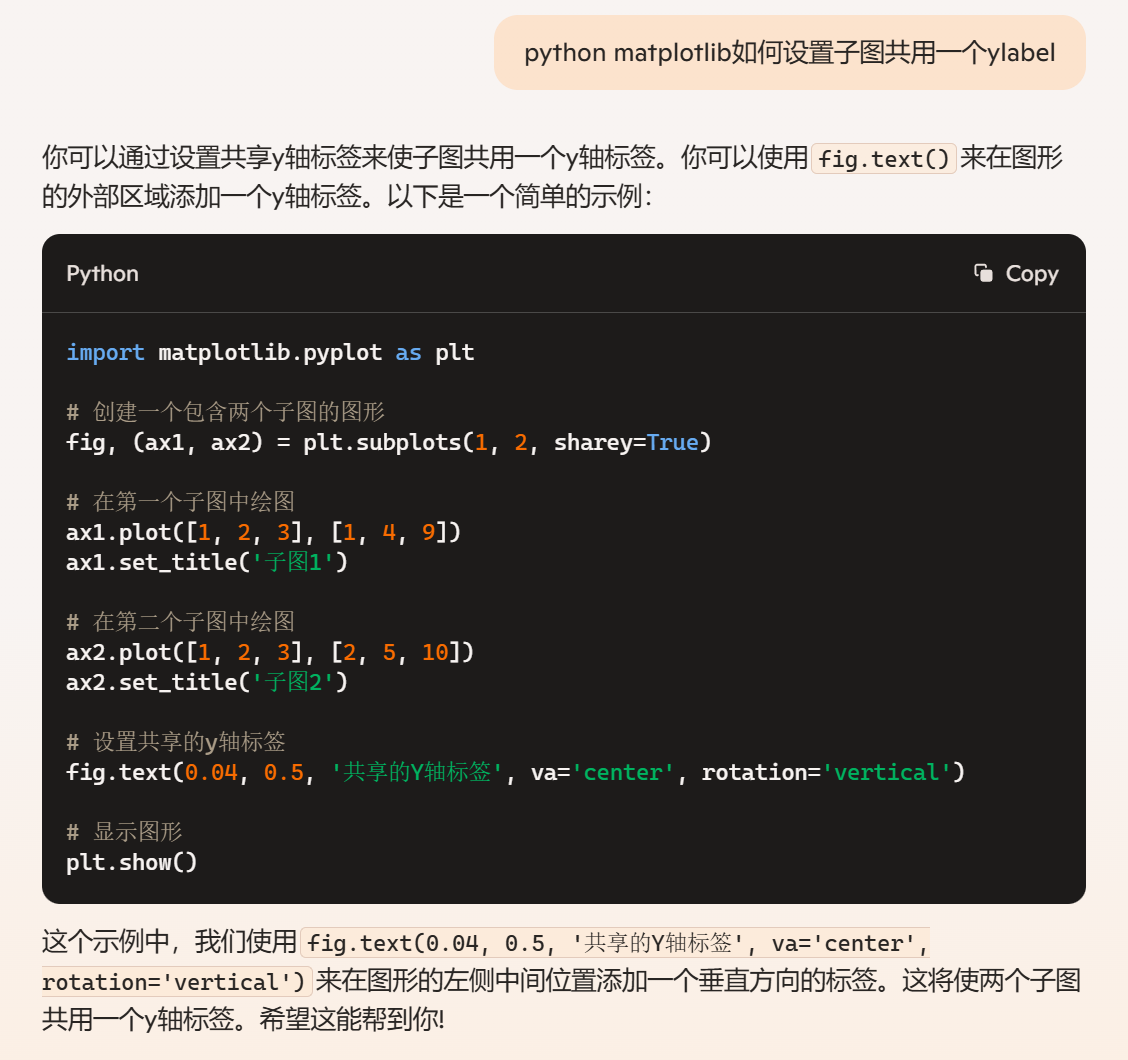 python matplotlib如何设置子图共用一个ylabel
你可以通过设置共享y轴标签来使子图共用一个y轴标签。你可以使用 fig.text() 来在图形
的外部区域添加一个y轴标签。以下是一个简单的示例：
Python
Copy
import matplotlib.pyplot as plt
# 创建一个包含两个子图的图形
fig, (ax1, ax2) = plt.subplots(1, 2, sharey=True)
# 在第一个子图中绘图
ax1.plot([1, 2, 3], [1, 4, 9])
ax1.set_title('子图1')
# 在第二个子图中绘图
ax2.plot([1, 2, 3], [2, 5, 10])
ax2.set_title('子图2')
# 设置共享的y轴标签
fig.text(0.04, 0.5, '共享的Y轴标签', va='center', rotation='vertical')
# 显示图形
plt.show()
这个示例中，我们使用 fig.text(0.04, 0.5, '共享的Y轴标签', va='center',
rotation='vertical') 来在图形的左侧中间位置添加一个垂直方向的标签。这将使两个子图
共用一个y轴标签。希望这能帮到你!